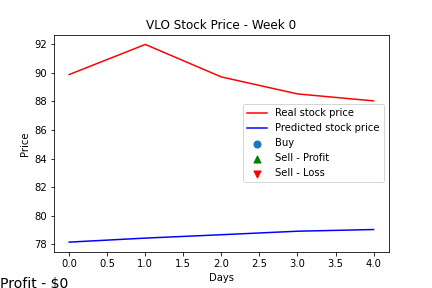 VLO Stock Price - Week 0
92
90
88
86
84
82
80
78
Price
Real stock price
Predicted stock price
Buy
Sell - Profit
Sell - Loss
0.0 0.5 1.0 1.5 2.0 2.5 3.0 3.5 4.0
Days
Profit - $0